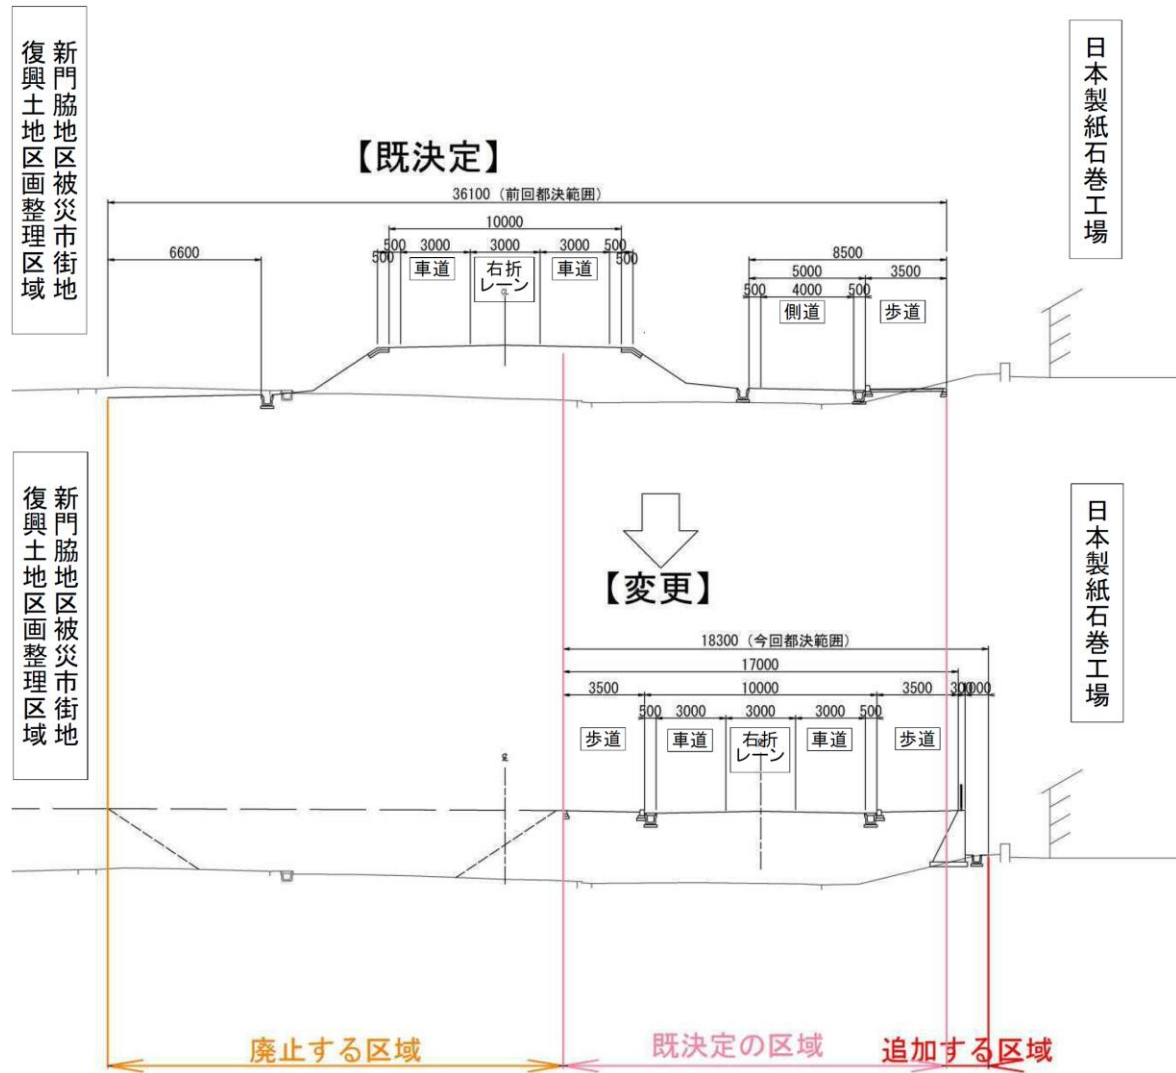 新門脇地区被災市街地
復興土地区画整理区域
日本製紙石巻工場
【既決定】
36100（前回都決範囲）
10000
500 3000 3000 3000 500
500 500
6600
車道 右折レーン 車道
8500
5000 3500
500 4000 500
側道 歩道
新門脇地区被災市街地
復興土地区画整理区域
日本製紙石巻工場
【変更】
18300（今回都決範囲）
17000
3500 10000 3500 300 1000
500 3000 3000 3000 500
歩道 車道 右折レーン 車道 歩道
廃止する区域
既決定の区域
追加する区域